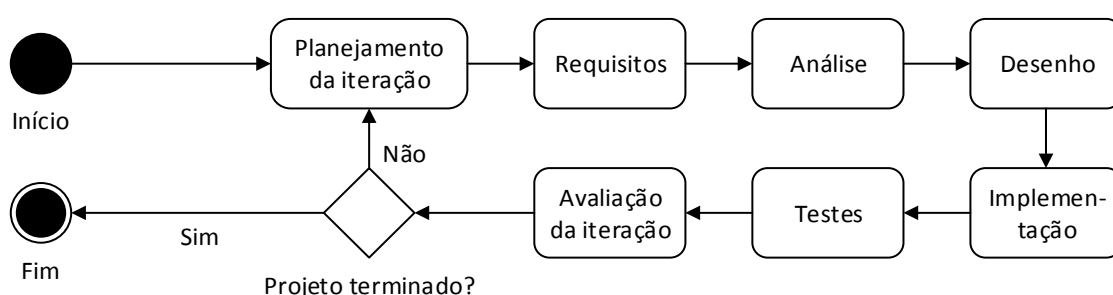 Início
Planejamento
da iteração
Requisitos
Análise
Desenho
Implemen-
tação
Testes
Avaliação
da iteração
Não
Sim
Projeto terminado?
Fim